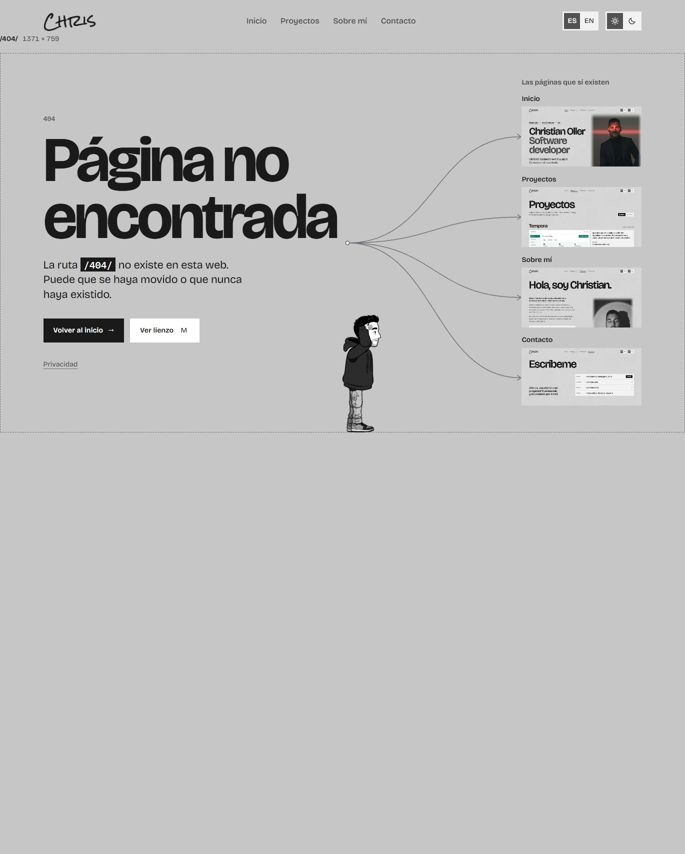 CHRIS
Inicio Proyectos Sobre mí Contacto
ES EN
/404/ 1371 × 759
404
Página no
encontrada
La ruta /404/ no existe en esta web.
Puede que se haya movido o que nunca
haya existido.
Volver al inicio →
Ver lienzo M
Privacidad
Las páginas que sí existen
Inicio
Christian Oller
Software
developer
Proyectos
Proyectos
Tempora
Sobre mí
Hola, soy Christian.
Contacto
Escríbeme